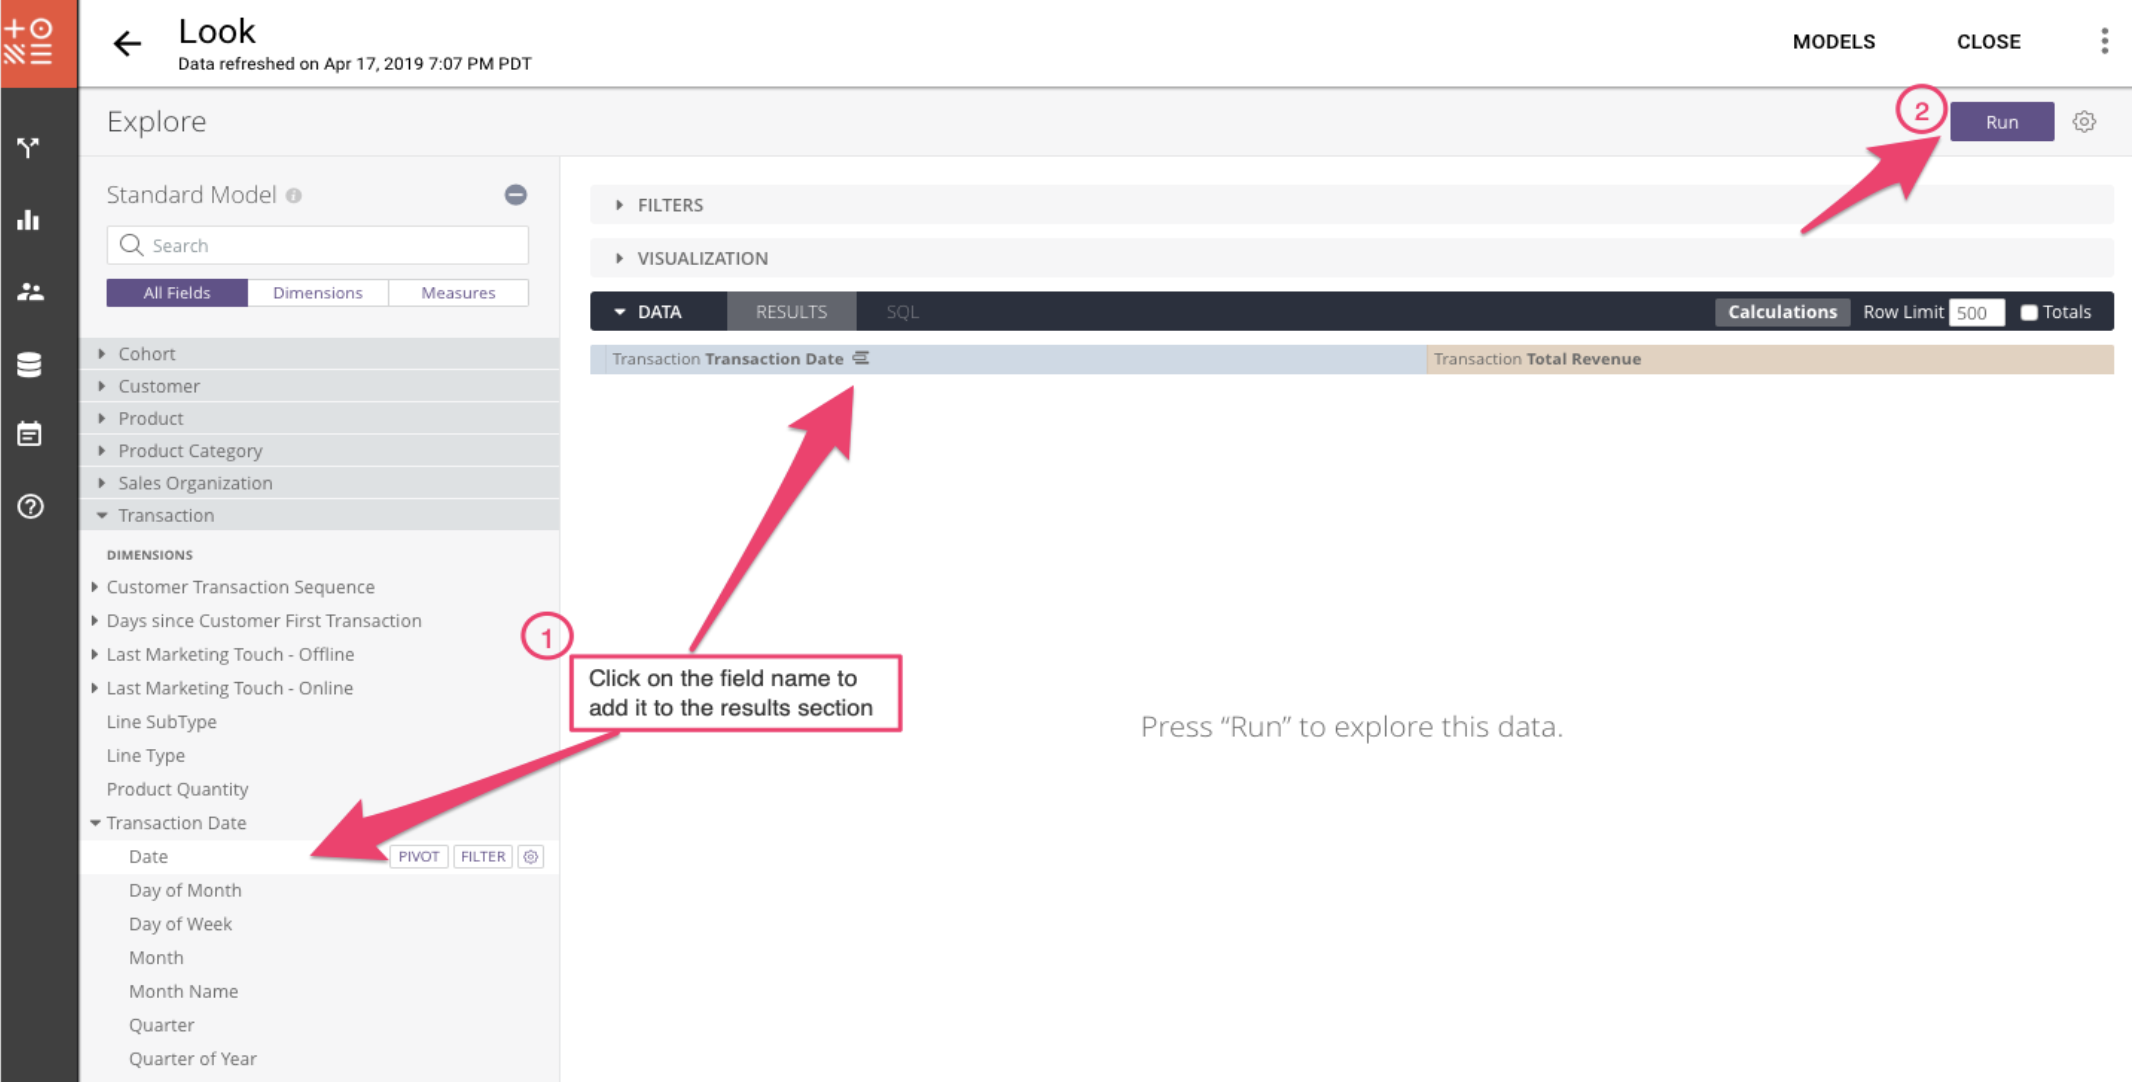 Look
Data refreshed on Apr 17, 2019 7:07 PM PDT
MODELS
CLOSE
Explore
2
Run
Standard Model
Search
All Fields
Dimensions
Measures
Cohort
Customer
Product
Product Category
Sales Organization
Transaction
DIMENSIONS
Customer Transaction Sequence
Days since Customer First Transaction
Last Marketing Touch - Offline
Last Marketing Touch - Online
Line SubType
Line Type
Product Quantity
Transaction Date
Date
PIVOT
FILTER
Day of Month
Day of Week
Month
Month Name
Quarter
Quarter of Year
FILTERS
VISUALIZATION
DATA
RESULTS
SQL
Calculations
Row Limit 500
Totals
Transaction Transaction Date
Transaction Total Revenue
1
Click on the field name to
add it to the results section
Press “Run” to explore this data.